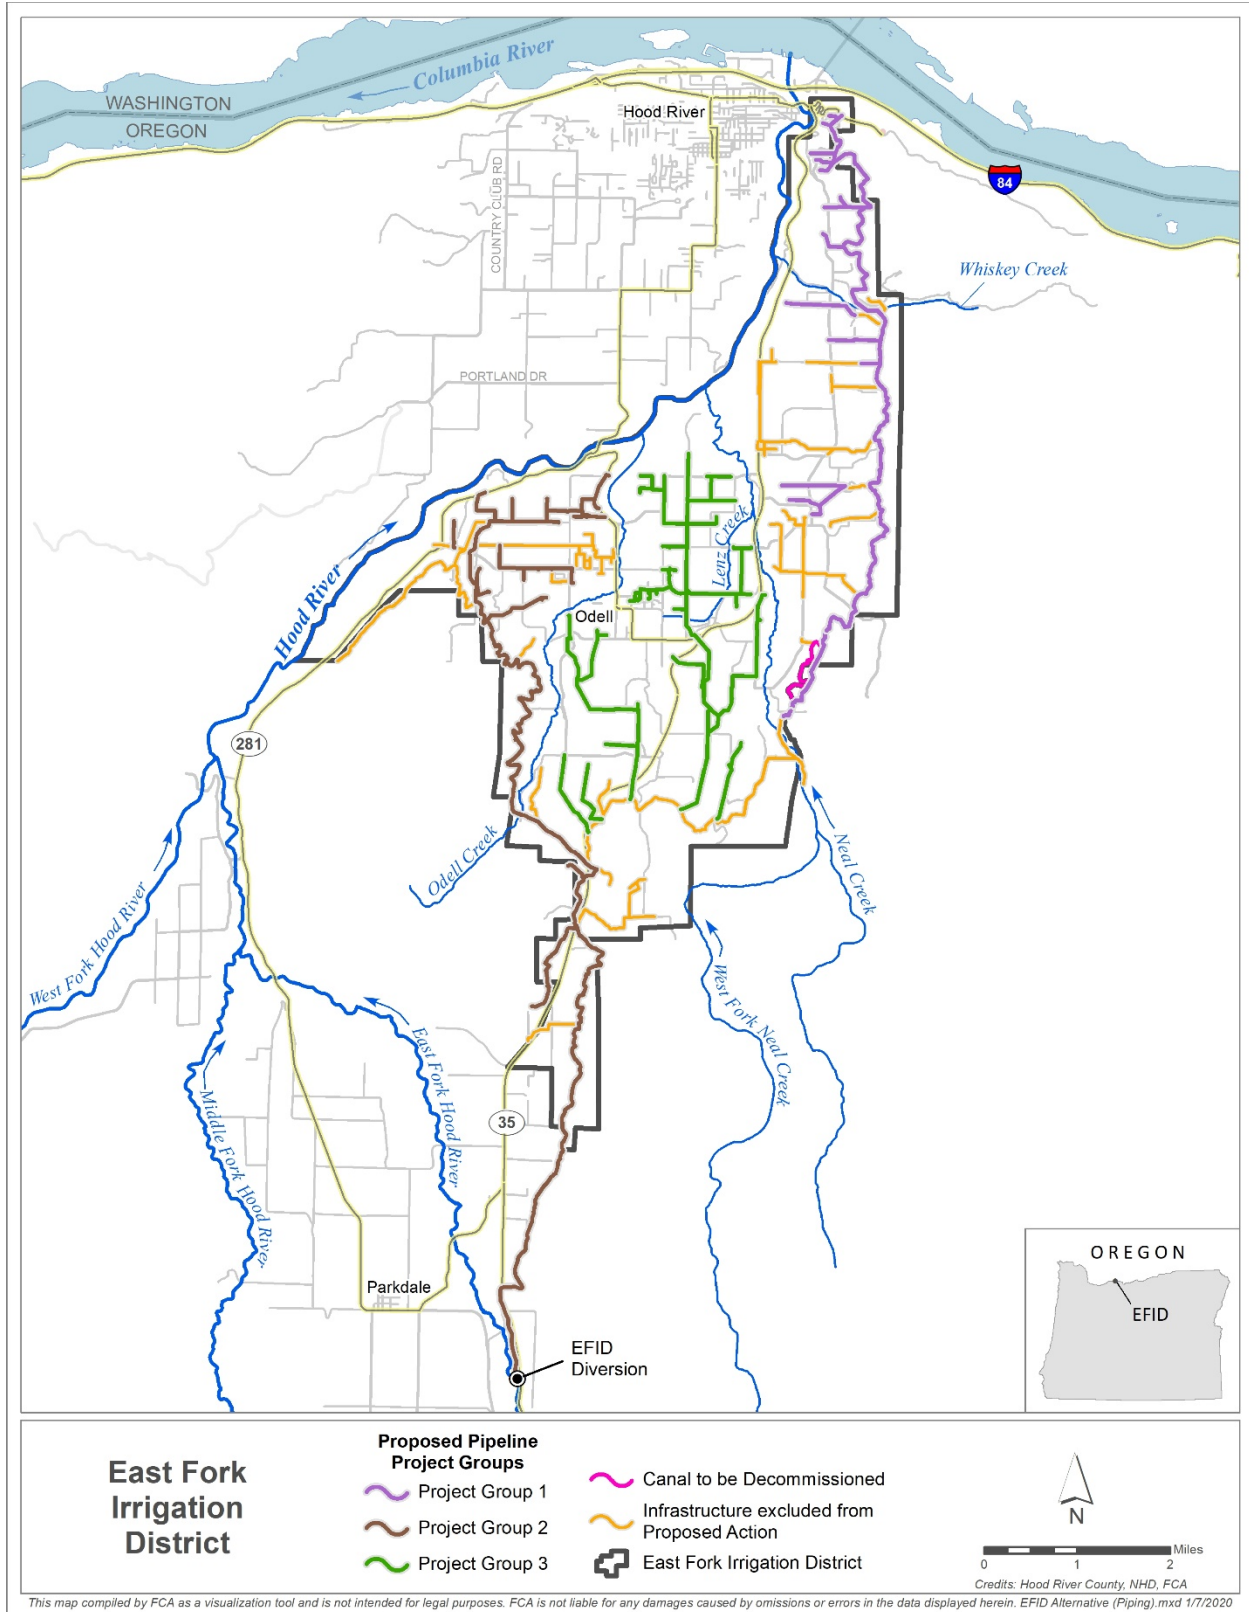 Columbia River
WASHINGTON
OREGON
Hood River
84
COUNTRY CLUB RD
Whiskey Creek
PORTLAND DR
Hood River
Lenz Creek
Odell
281
Odell Creek
Neal Creek
West Fork Hood River
West Fork Neal Creek
East Fork Hood River
Middle Fork Hood River
35
Parkdale
EFID
Diversion
OREGON
EFID
East Fork
Irrigation
District
Proposed Pipeline
Project Groups
Project Group 1
Project Group 2
Project Group 3
Canal to be Decommissioned
Infrastructure excluded from
Proposed Action
East Fork Irrigation District
N
Miles
0 1 2
Credits: Hood River County, NHD, FCA
This map compiled by FCA as a visualization tool and is not intended for legal purposes. FCA is not liable for any damages caused by omissions or errors in the data displayed herein. EFID Alternative (Piping).mxd 1/7/2020